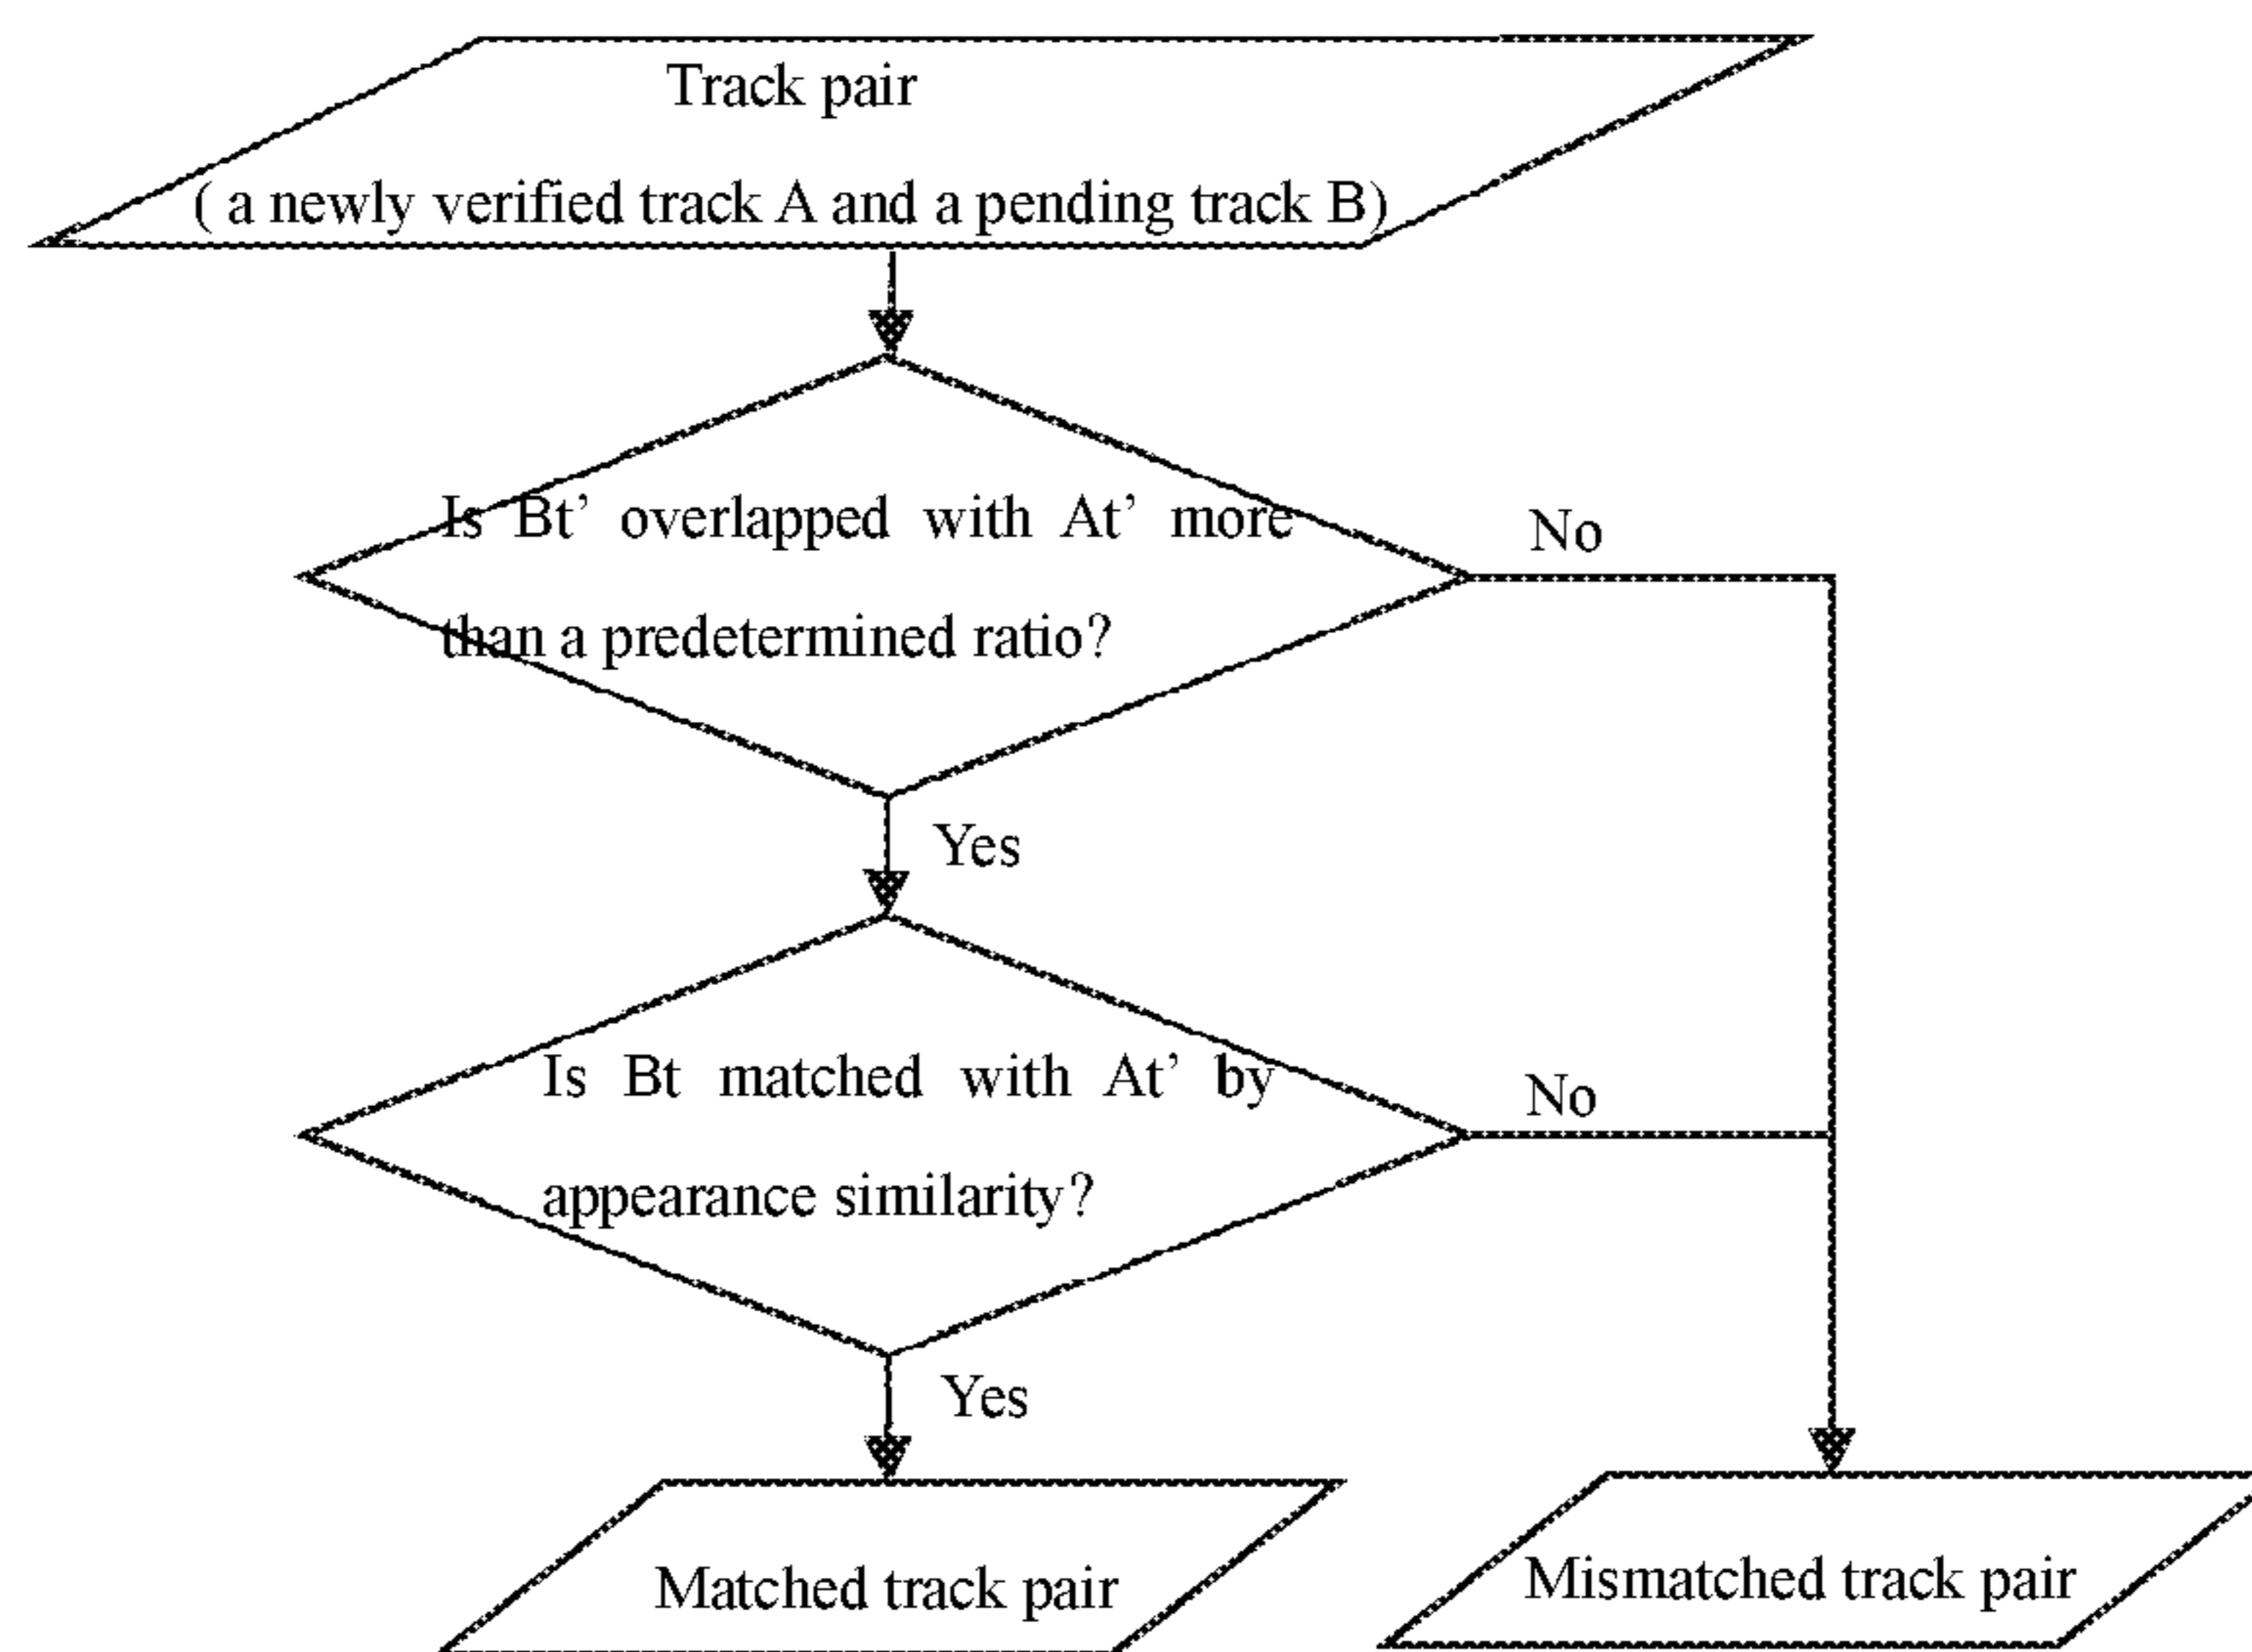 Track pair
( a newly verified track A and a pending track B)
Is Bt’ overlapped with At’ more
than a predetermined ratio?
No
Yes
Is Bt matched with At’ by
appearance similarity?
No
Yes
Matched track pair
Mismatched track pair